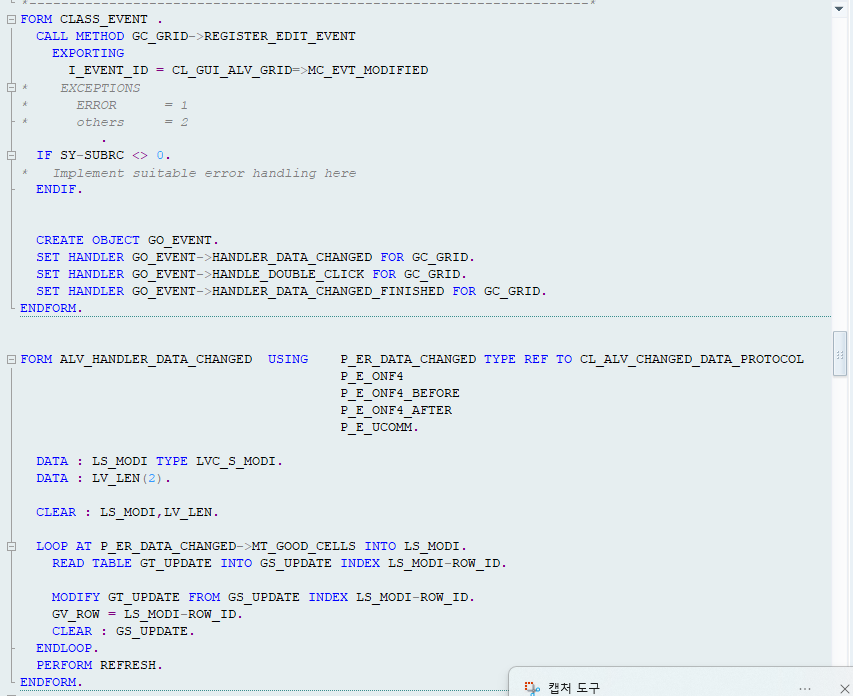 *----------------------------------------------------------------------*
FORM CLASS_EVENT .
  CALL METHOD GC_GRID->REGISTER_EDIT_EVENT
    EXPORTING
      I_EVENT_ID = CL_GUI_ALV_GRID=>MC_EVT_MODIFIED
*    EXCEPTIONS
*      ERROR      = 1
*      others     = 2
          .
  IF SY-SUBRC <> 0.
*   Implement suitable error handling here
  ENDIF.
  CREATE OBJECT GO_EVENT.
  SET HANDLER GO_EVENT->HANDLER_DATA_CHANGED FOR GC_GRID.
  SET HANDLER GO_EVENT->HANDLE_DOUBLE_CLICK FOR GC_GRID.
  SET HANDLER GO_EVENT->HANDLER_DATA_CHANGED_FINISHED FOR GC_GRID.
ENDFORM.
FORM ALV_HANDLER_DATA_CHANGED  USING    P_ER_DATA_CHANGED TYPE REF TO CL_ALV_CHANGED_DATA_PROTOCOL
                                        P_E_ONF4
                                        P_E_ONF4_BEFORE
                                        P_E_ONF4_AFTER
                                        P_E_UCOMM.
  DATA : LS_MODI TYPE LVC_S_MODI.
  DATA : LV_LEN(2).
  CLEAR : LS_MODI,LV_LEN.
  LOOP AT P_ER_DATA_CHANGED->MT_GOOD_CELLS INTO LS_MODI.
    READ TABLE GT_UPDATE INTO GS_UPDATE INDEX LS_MODI-ROW_ID.
    MODIFY GT_UPDATE FROM GS_UPDATE INDEX LS_MODI-ROW_ID.
    GV_ROW = LS_MODI-ROW_ID.
    CLEAR : GS_UPDATE.
  ENDLOOP.
  PERFORM REFRESH.
ENDFORM.
캡처 도구